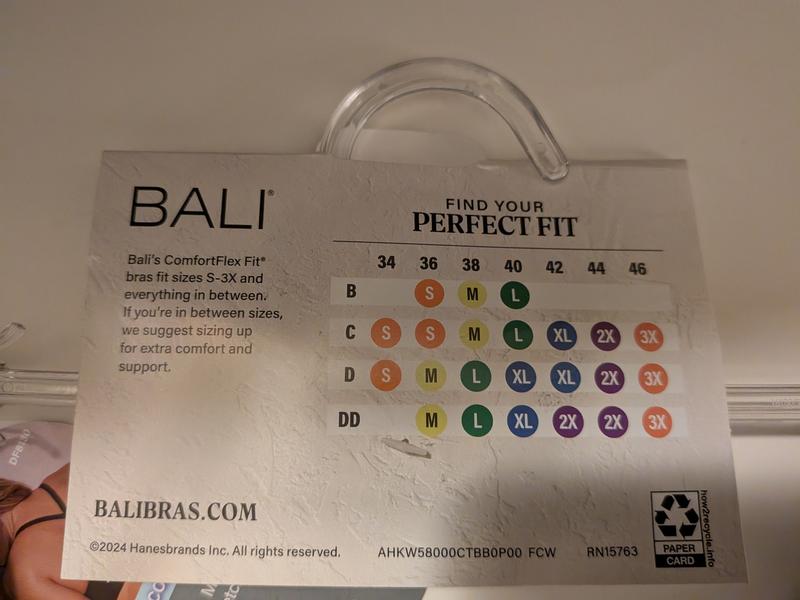 BALI®
Bali's ComfortFlex Fit®
bras fit sizes S-3X and
everything in between.
If you're in between sizes,
we suggest sizing up
for extra comfort and
support.
FIND YOUR
PERFECT FIT
34 36 38 40 42 44 46
B S M L
C S S M L XL 2X 3X
D S M L XL XL 2X 3X
DD M L XL 2X 2X 3X
BALIBRAS.COM
©2024 Hanesbrands Inc. All rights reserved.
AHKW58000CTBB0P00 FCW
RN15763
PAPER
CARD
how2recycle.info